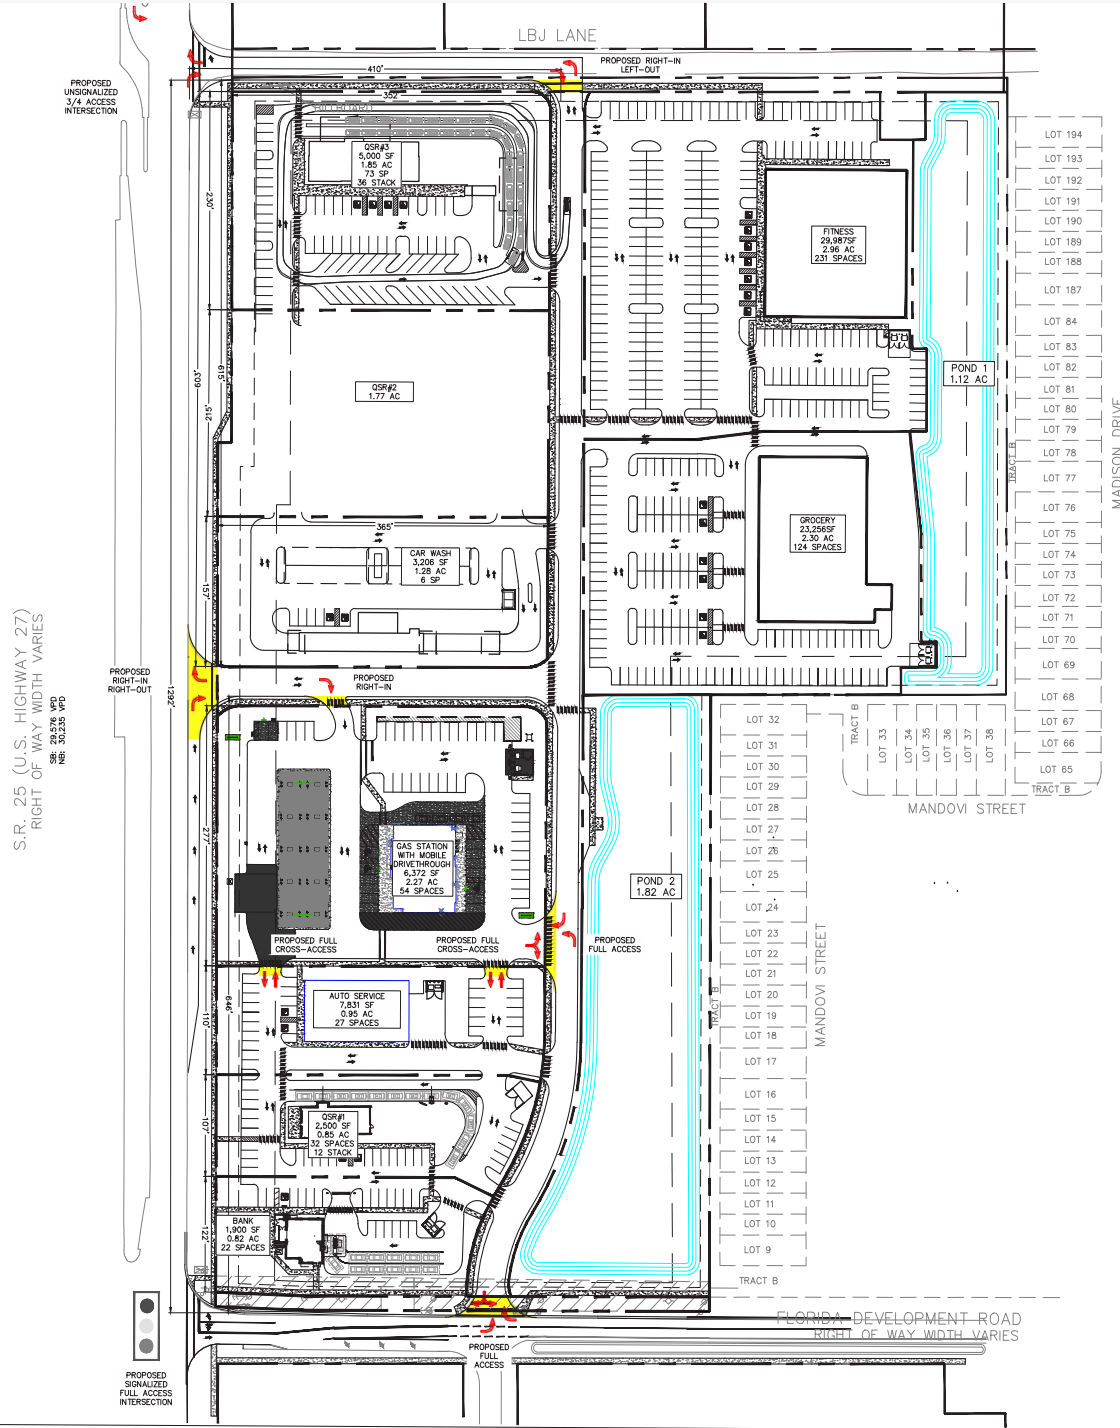 LBJ LANE
PROPOSED RIGHT-IN
LEFT-OUT
PROPOSED
UNSIGNALIZED
3/4 ACCESS
INTERSECTION
410'
352'
BILLBOARD
QSR#3
5,000 SF
1.85 AC
73 SP
36 STACK
230'
FITNESS
29,987SF
2.96 AC
231 SPACES
LOT 194
LOT 193
LOT 192
LOT 191
LOT 190
LOT 189
LOT 188
LOT 187
LOT 84
LOT 83
LOT 82
LOT 81
LOT 80
LOT 79
LOT 78
LOT 77
LOT 76
LOT 75
LOT 74
LOT 73
LOT 72
LOT 71
LOT 70
LOT 69
LOT 68
LOT 67
LOT 66
LOT 65
TRACT B
MADISON DRIVE
TRACT B
POND 1
1.12 AC
603'
615'
215'
QSR#2
1.77 AC
365'
CAR WASH
3,206 SF
1.28 AC
6 SP
157'
GROCERY
23,256SF
2.30 AC
124 SPACES
S.R. 25 (U.S. HIGHWAY 27)
RIGHT OF WAY WIDTH VARIES
SB: 29,576 VPD
NB: 30,235 VPD
PROPOSED
RIGHT-IN
RIGHT-OUT
1292'
PROPOSED
RIGHT-IN
TRACT B
LOT 33
LOT 34
LOT 35
LOT 36
LOT 37
LOT 38
MANDOVI STREET
LOT 32
LOT 31
LOT 30
LOT 29
LOT 28
LOT 27
LOT 26
LOT 25
LOT 24
LOT 23
LOT 22
LOT 21
LOT 20
LOT 19
LOT 18
LOT 17
LOT 16
LOT 15
LOT 14
LOT 13
LOT 12
LOT 11
LOT 10
LOT 9
MANDOVI STREET
TRACT B
TRACT B
277'
GAS STATION
WITH MOBILE
DRIVETHROUGH
6,372 SF
2.27 AC
54 SPACES
POND 2
1.82 AC
PROPOSED FULL
CROSS-ACCESS
PROPOSED FULL
CROSS-ACCESS
PROPOSED
FULL ACCESS
646'
110'
AUTO SERVICE
7,831 SF
0.95 AC
27 SPACES
107'
QSR#1
2,500 SF
0.85 AC
32 SPACES
12 STACK
122'
BANK
1,900 SF
0.82 AC
22 SPACES
FLORIDA DEVELOPMENT ROAD
RIGHT OF WAY WIDTH VARIES
PROPOSED
FULL
ACCESS
PROPOSED
SIGNALIZED
FULL ACCESS
INTERSECTION